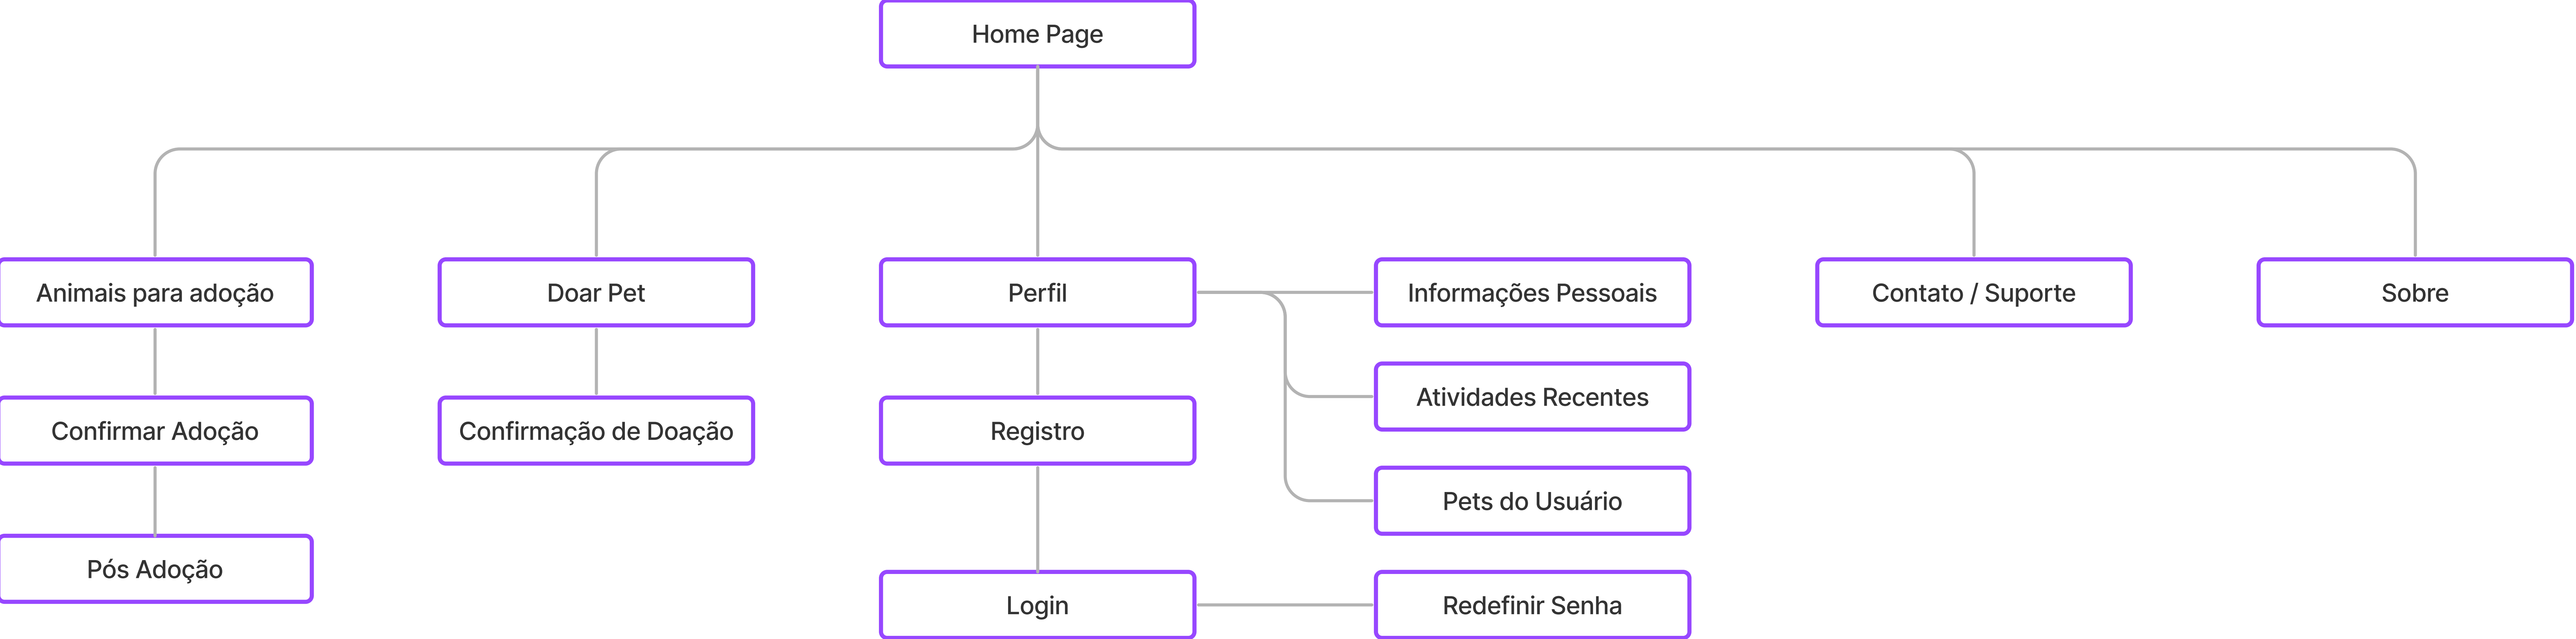 Home Page
Animais para adoção
Doar Pet
Perfil
Informações Pessoais
Contato / Suporte
Sobre
Atividades Recentes
Confirmar Adoção
Confirmação de Doação
Registro
Pets do Usuário
Pós Adoção
Login
Redefinir Senha